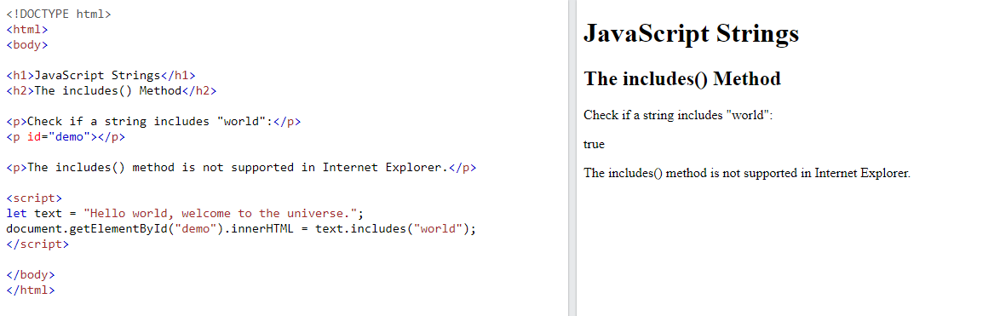 <!DOCTYPE html>
<html>
<body>
<h1>JavaScript Strings</h1>
<h2>The includes() Method</h2>
<p>Check if a string includes "world":</p>
<p id="demo"></p>
<p>The includes() method is not supported in Internet Explorer.</p>
<script>
let text = "Hello world, welcome to the universe.";
document.getElementById("demo").innerHTML = text.includes("world");
</script>
</body>
</html>
JavaScript Strings
The includes() Method
Check if a string includes "world":
true
The includes() method is not supported in Internet Explorer.